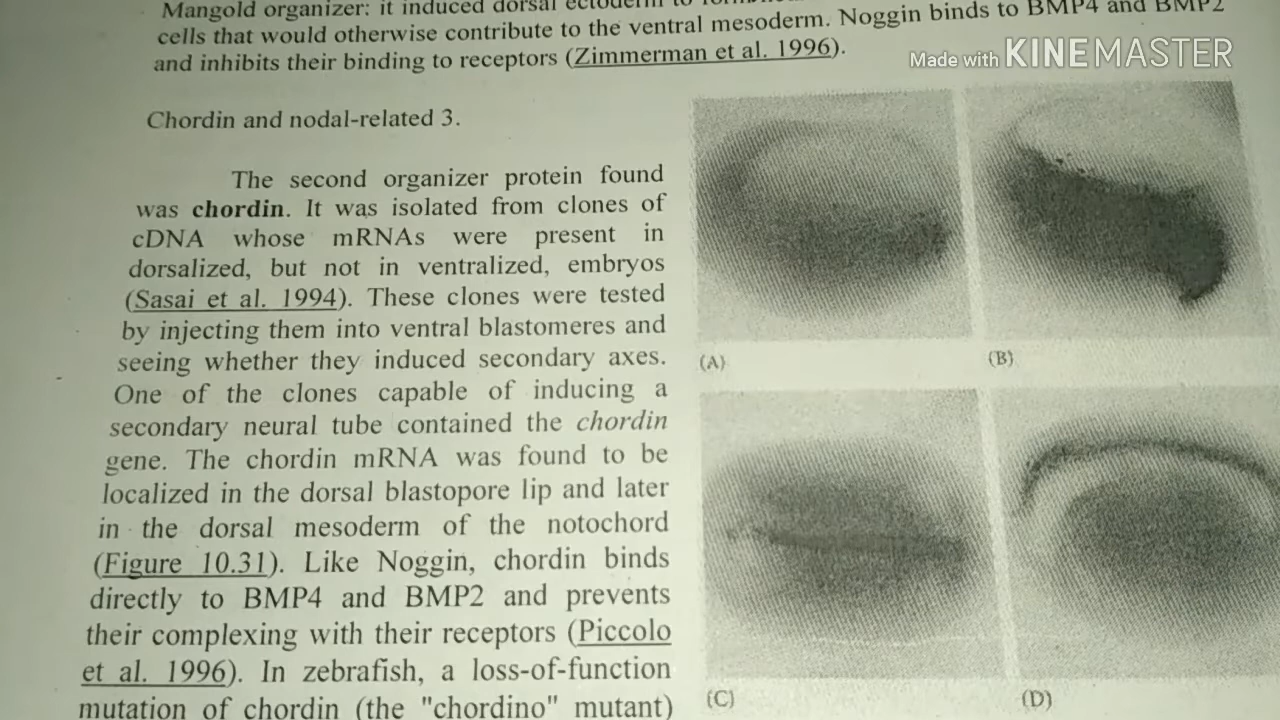 Mangold organizer: it induced dorsal ectoderm to form
cells that would otherwise contribute to the ventral mesoderm. Noggin binds to BMP4 and BMP2
and inhibits their binding to receptors (Zimmerman et al. 1996).
Made with KINEMASTER
Chordin and nodal-related 3.
The second organizer protein found
was chordin. It was isolated from clones of
cDNA whose mRNAs were present in
dorsalized, but not in ventralized, embryos
(Sasai et al. 1994). These clones were tested
by injecting them into ventral blastomeres and
seeing whether they induced secondary axes.
One of the clones capable of inducing a
secondary neural tube contained the chordin
gene. The chordin mRNA was found to be
localized in the dorsal blastopore lip and later
in the dorsal mesoderm of the notochord
(Figure 10.31). Like Noggin, chordin binds
directly to BMP4 and BMP2 and prevents
their complexing with their receptors (Piccolo
et al. 1996). In zebrafish, a loss-of-function
mutation of chordin (the "chordino" mutant)
(A)
(B)
(C)
(D)